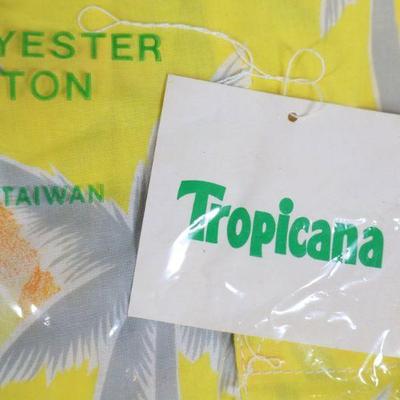 YESTER
TON
TAIWAN
Tropicana